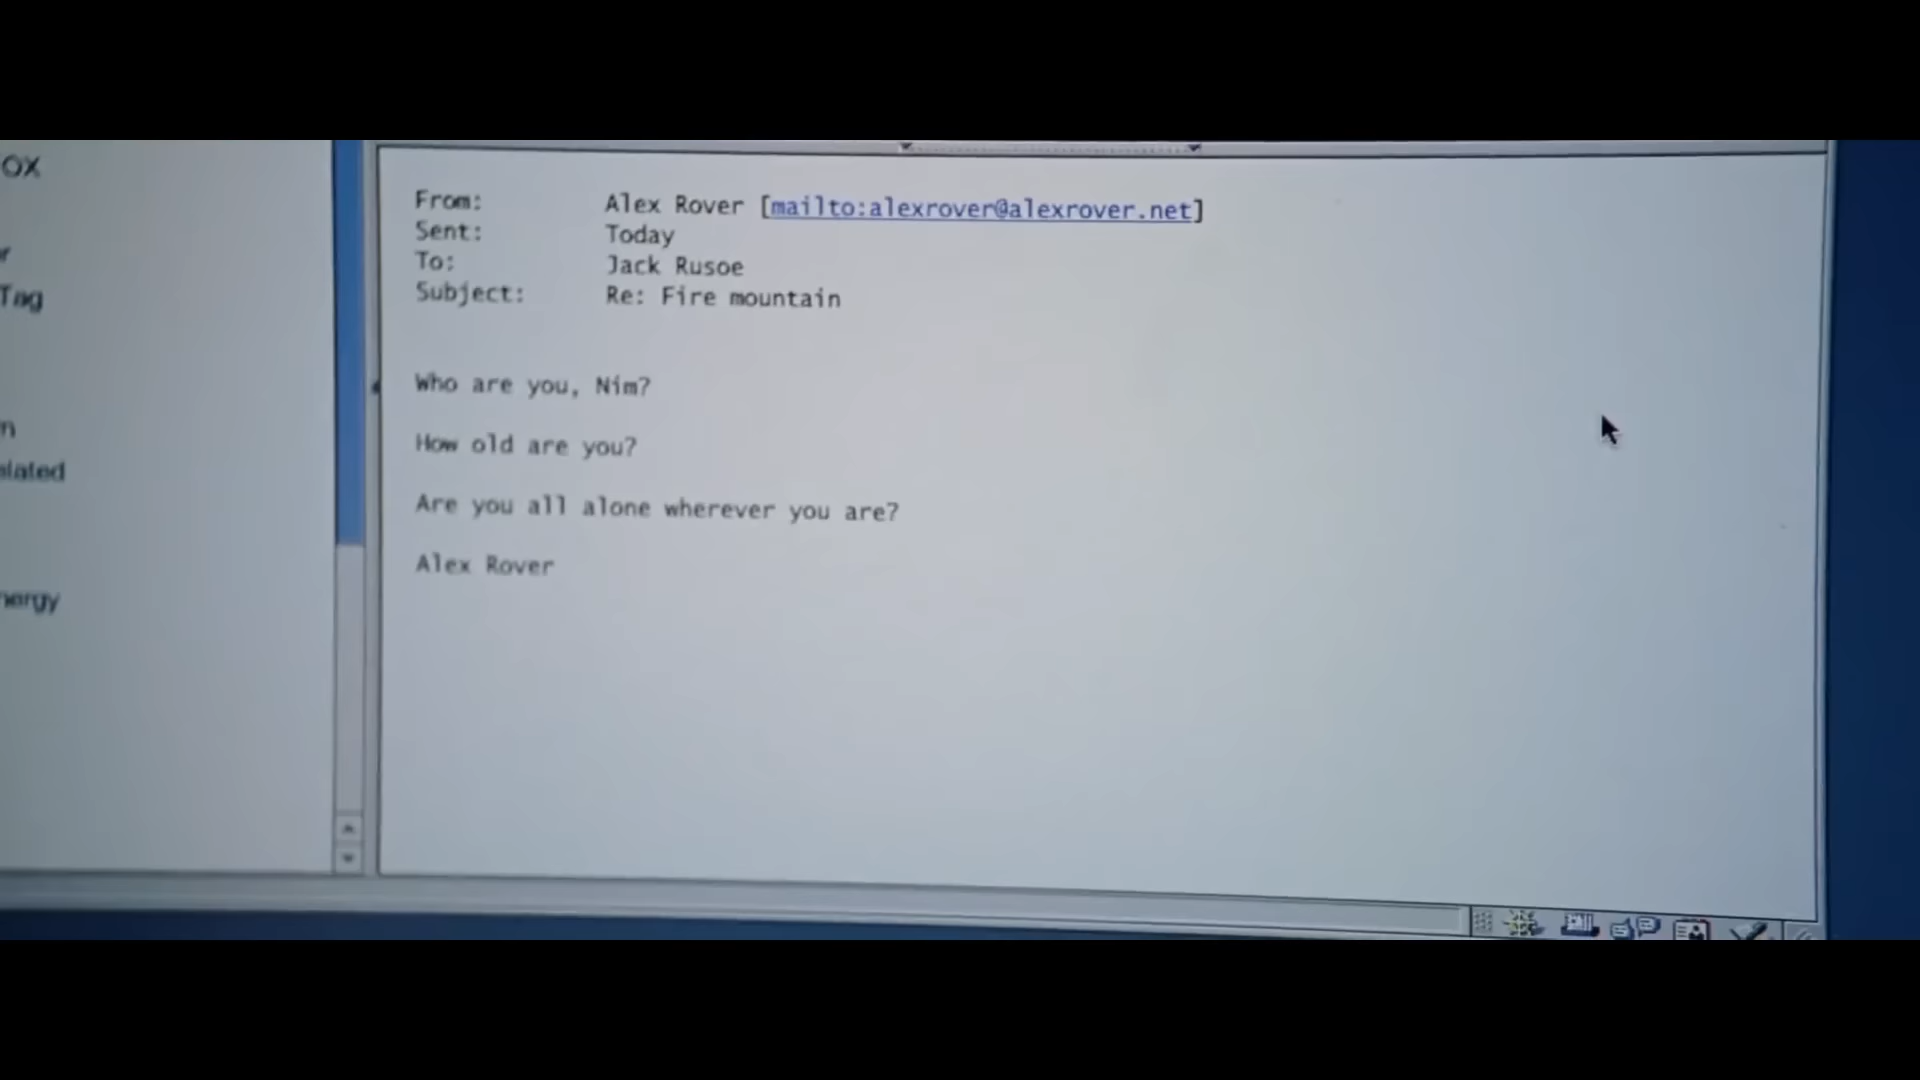 OX
Tag
From: Alex Rover [mailto:alexrover@alexrover.net]
Sent: Today
To: Jack Rusoe
Subject: Re: Fire mountain
Who are you, Nim?
How old are you?
Are you all alone wherever you are?
Alex Rover